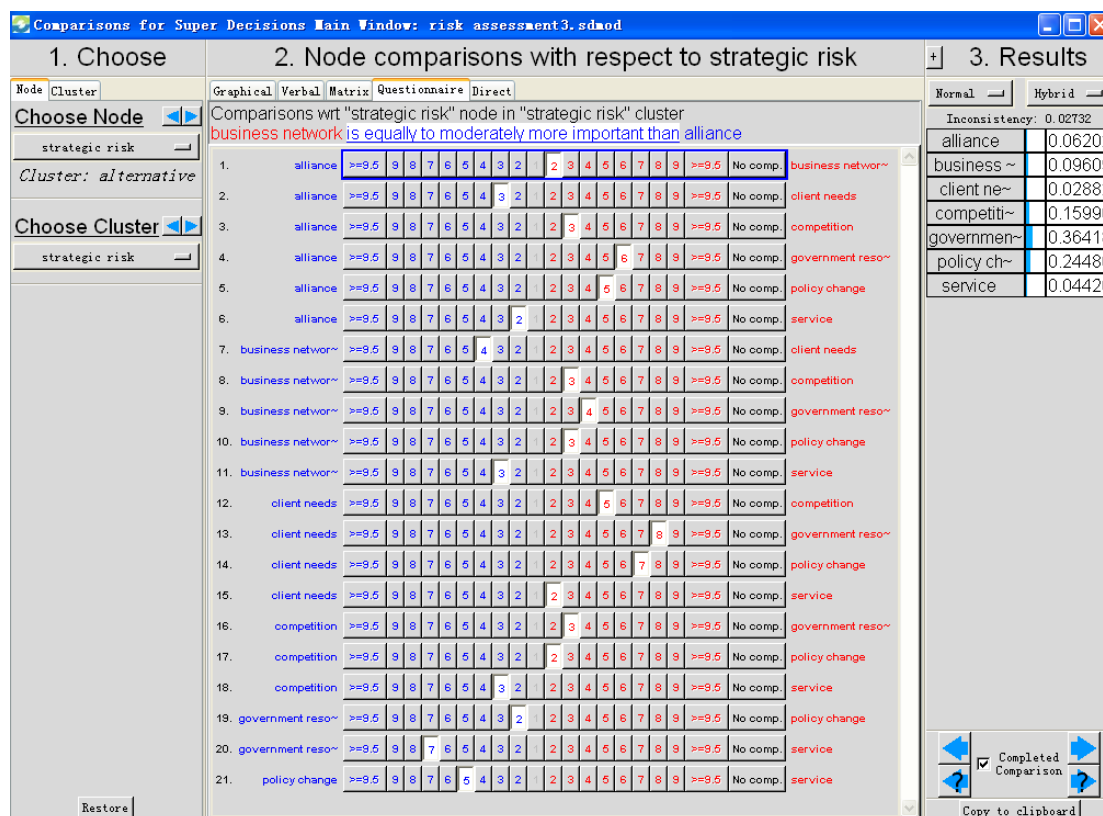 Comparisons for Super Decisions Main Window: risk assessment3.sdmod
1. Choose
2. Node comparisons with respect to strategic risk
+ 3. Results
Node Cluster
Graphical Verbal Matrix Questionnaire Direct
Normal Hybrid
Choose Node
strategic risk
Cluster: alternative
Choose Cluster
strategic risk
Restore
Comparisons wrt "strategic risk" node in "strategic risk" cluster
business network is equally to moderately more important than alliance
1. alliance >=9.5 9 8 7 6 5 4 3 2 1 2 3 4 5 6 7 8 9 >=9.5 No comp. business networ~
2. alliance >=9.5 9 8 7 6 5 4 3 2 1 2 3 4 5 6 7 8 9 >=9.5 No comp. client needs
3. alliance >=9.5 9 8 7 6 5 4 3 2 1 2 3 4 5 6 7 8 9 >=9.5 No comp. competition
4. alliance >=9.5 9 8 7 6 5 4 3 2 1 2 3 4 5 6 7 8 9 >=9.5 No comp. government reso~
5. alliance >=9.5 9 8 7 6 5 4 3 2 1 2 3 4 5 6 7 8 9 >=9.5 No comp. policy change
6. alliance >=9.5 9 8 7 6 5 4 3 2 1 2 3 4 5 6 7 8 9 >=9.5 No comp. service
7. business networ~ >=9.5 9 8 7 6 5 4 3 2 1 2 3 4 5 6 7 8 9 >=9.5 No comp. client needs
8. business networ~ >=9.5 9 8 7 6 5 4 3 2 1 2 3 4 5 6 7 8 9 >=9.5 No comp. competition
9. business networ~ >=9.5 9 8 7 6 5 4 3 2 1 2 3 4 5 6 7 8 9 >=9.5 No comp. government reso~
10. business networ~ >=9.5 9 8 7 6 5 4 3 2 1 2 3 4 5 6 7 8 9 >=9.5 No comp. policy change
11. business networ~ >=9.5 9 8 7 6 5 4 3 2 1 2 3 4 5 6 7 8 9 >=9.5 No comp. service
12. client needs >=9.5 9 8 7 6 5 4 3 2 1 2 3 4 5 6 7 8 9 >=9.5 No comp. competition
13. client needs >=9.5 9 8 7 6 5 4 3 2 1 2 3 4 5 6 7 8 9 >=9.5 No comp. government reso~
14. client needs >=9.5 9 8 7 6 5 4 3 2 1 2 3 4 5 6 7 8 9 >=9.5 No comp. policy change
15. client needs >=9.5 9 8 7 6 5 4 3 2 1 2 3 4 5 6 7 8 9 >=9.5 No comp. service
16. competition >=9.5 9 8 7 6 5 4 3 2 1 2 3 4 5 6 7 8 9 >=9.5 No comp. government reso~
17. competition >=9.5 9 8 7 6 5 4 3 2 1 2 3 4 5 6 7 8 9 >=9.5 No comp. policy change
18. competition >=9.5 9 8 7 6 5 4 3 2 1 2 3 4 5 6 7 8 9 >=9.5 No comp. service
19. government reso~ >=9.5 9 8 7 6 5 4 3 2 1 2 3 4 5 6 7 8 9 >=9.5 No comp. policy change
20. government reso~ >=9.5 9 8 7 6 5 4 3 2 1 2 3 4 5 6 7 8 9 >=9.5 No comp. service
21. policy change >=9.5 9 8 7 6 5 4 3 2 1 2 3 4 5 6 7 8 9 >=9.5 No comp. service
Inconsistency: 0.02732
alliance 0.0620
business ~ 0.0960
client ne~ 0.0288
competiti~ 0.1599
governmen~ 0.3641
policy ch~ 0.2448
service 0.0442
Completed
Comparison
Copy to clipboard